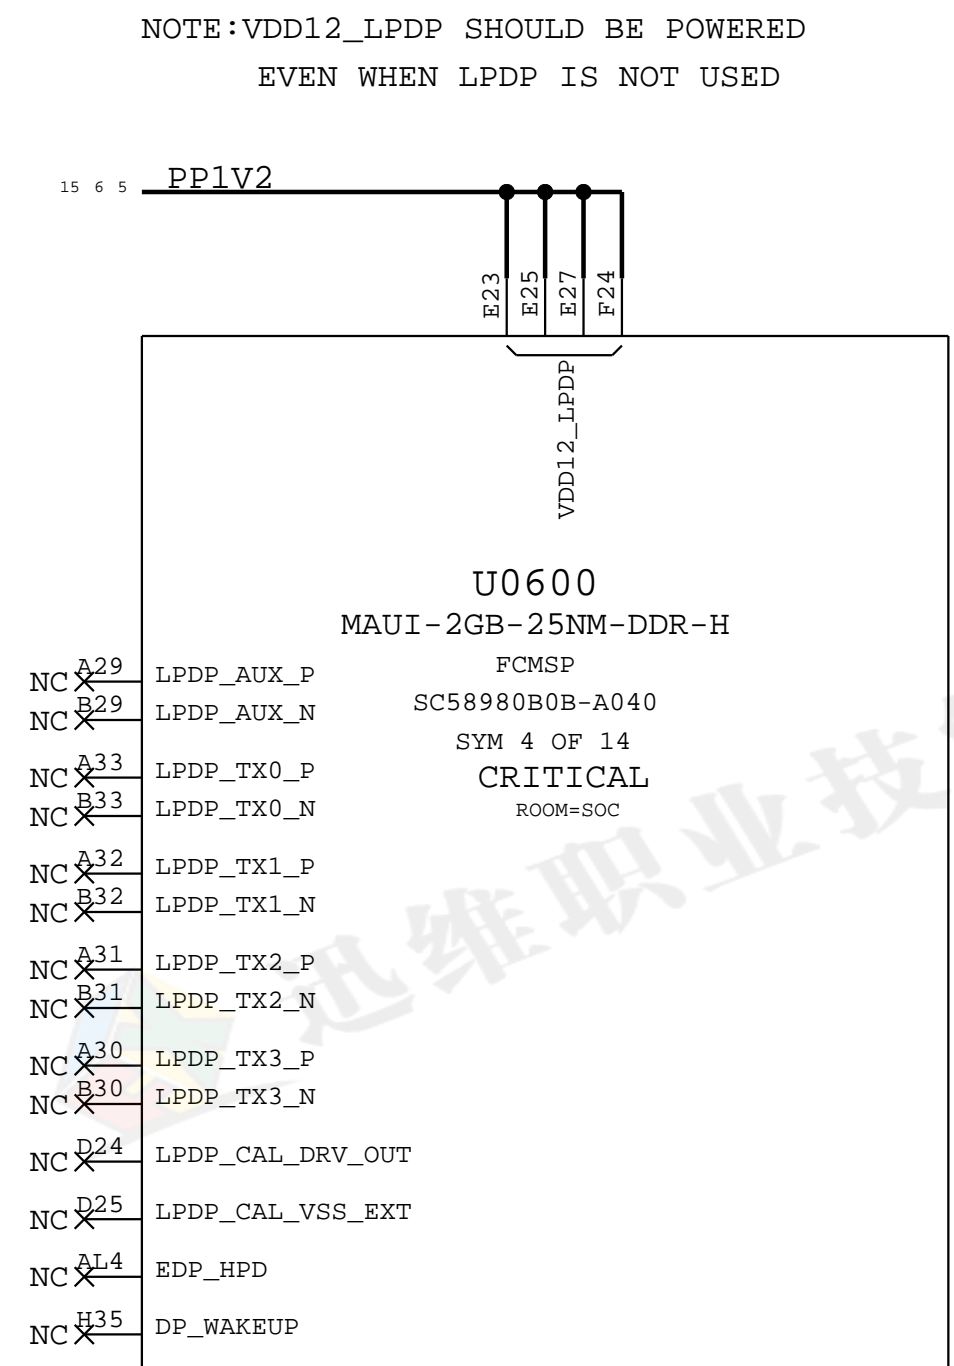 NOTE:VDD12_LPDP SHOULD BE POWERED
EVEN WHEN LPDP IS NOT USED
15 6 5 PP1V2
E23 E25 E27 F24
VDD12_LPDP
U0600
MAUI-2GB-25NM-DDR-H
FCMSP
SC58980B0B-A040
SYM 4 OF 14
CRITICAL
ROOM=SOC
NC A29 LPDP_AUX_P
NC B29 LPDP_AUX_N
NC A33 LPDP_TX0_P
NC B33 LPDP_TX0_N
NC A32 LPDP_TX1_P
NC B32 LPDP_TX1_N
NC A31 LPDP_TX2_P
NC B31 LPDP_TX2_N
NC A30 LPDP_TX3_P
NC B30 LPDP_TX3_N
NC D24 LPDP_CAL_DRV_OUT
NC D25 LPDP_CAL_VSS_EXT
NC AL4 EDP_HPD
NC H35 DP_WAKEUP
迅维职业技